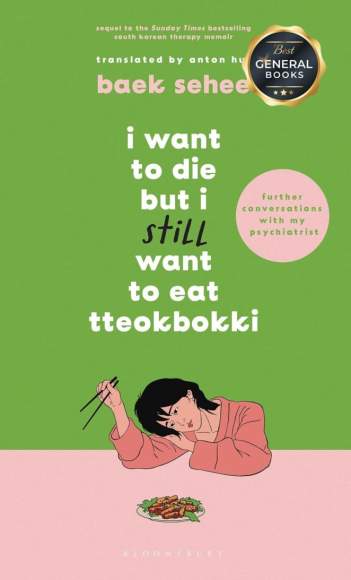 sequel to the Sunday Times bestselling
south korean therapy memoir
translated by anton hu
baek sehee
Best
GENERAL
BOOKS
i want
to die
but i
still
want
to eat
tteokbokki
further
conversations
with my
psychiatrist
BLOOMSBURY